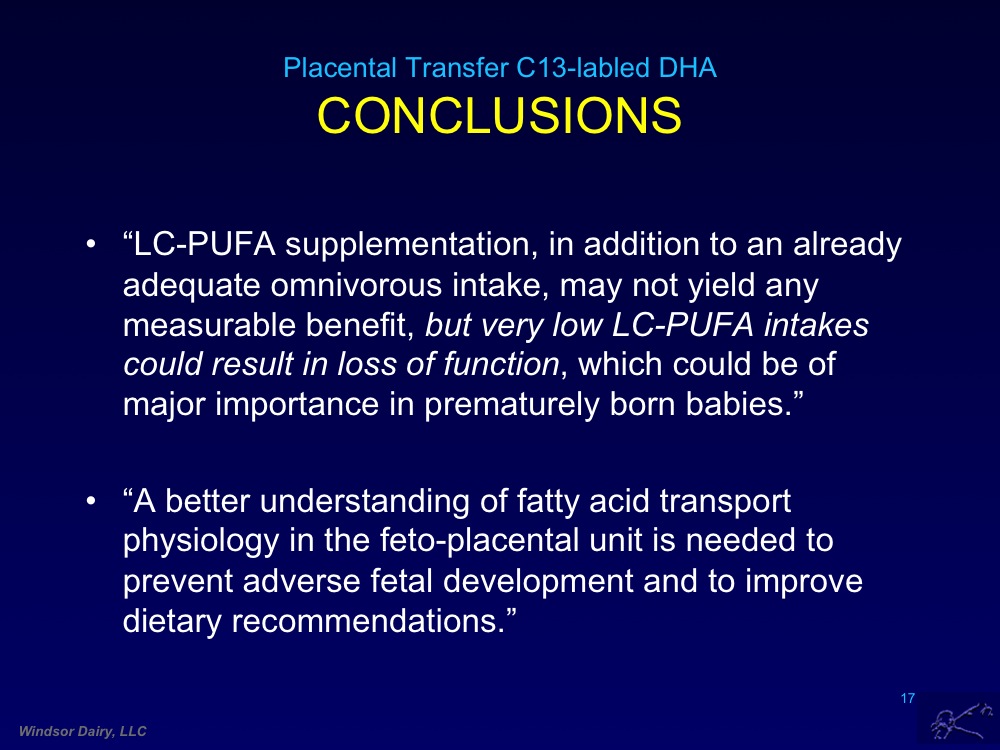 Placental Transfer C13-labled DHA
CONCLUSIONS
• “LC-PUFA supplementation, in addition to an already
adequate omnivorous intake, may not yield any
measurable benefit, but very low LC-PUFA intakes
could result in loss of function, which could be of
major importance in prematurely born babies.”
• “A better understanding of fatty acid transport
physiology in the feto-placental unit is needed to
prevent adverse fetal development and to improve
dietary recommendations.”
17
Windsor Dairy, LLC